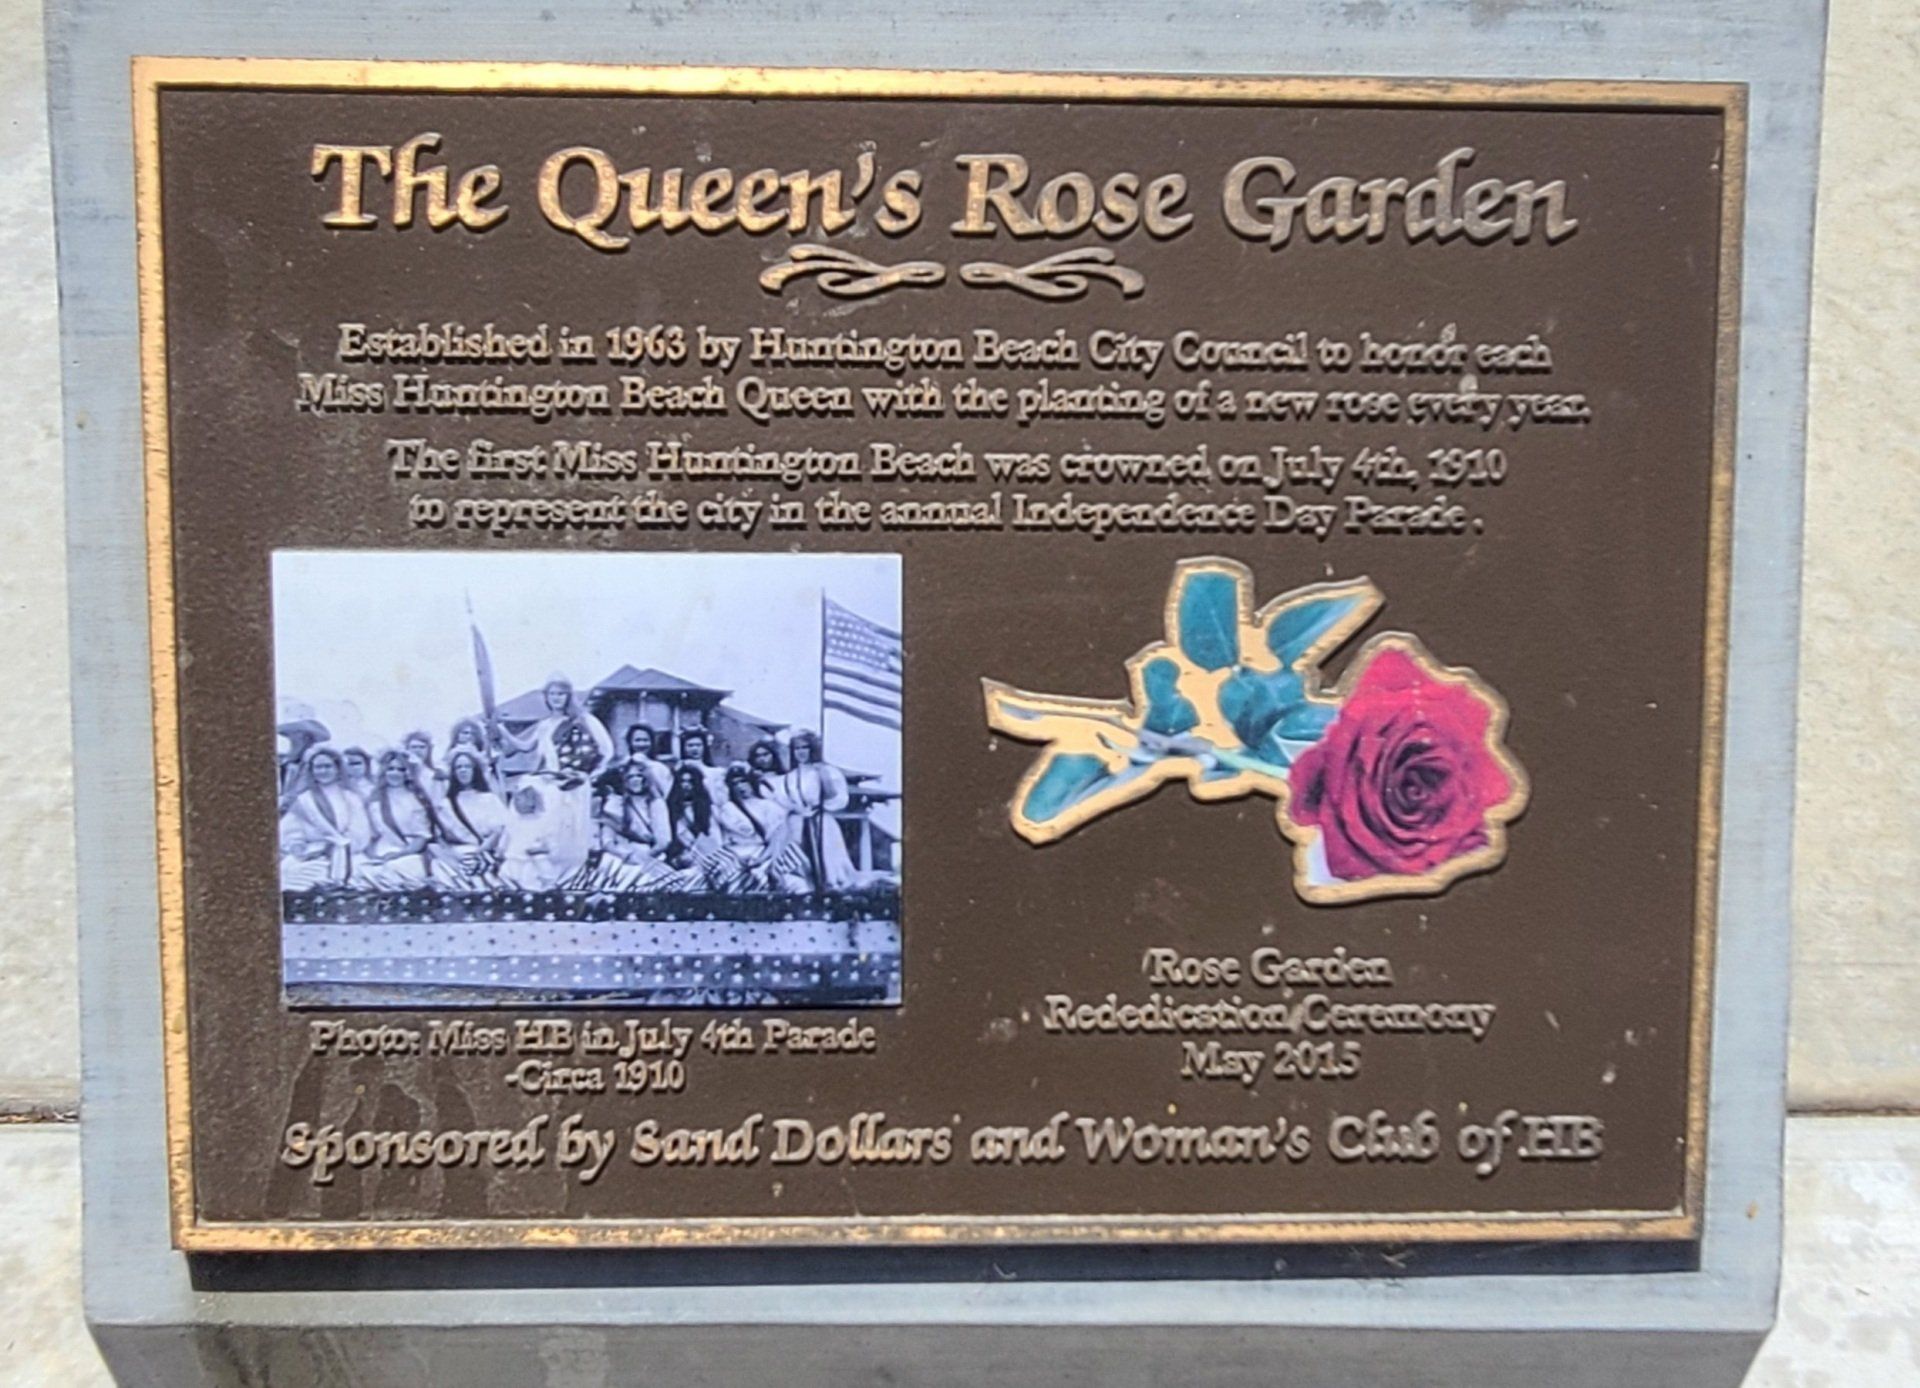 The Queen's Rose Garden
Established in 1963 by Huntington Beach City Council to honor each
Miss Huntington Beach Queen with the planting of a new rose every year.
The first Miss Huntington Beach was crowned on July 4th, 1910
to represent the city in the annual Independence Day Parade .
Photo: Miss HB in July 4th Parade
-Circa 1910
Rose Garden
Rededication Ceremony
May 2015
Sponsored by Sand Dollars and Woman's Club of HB